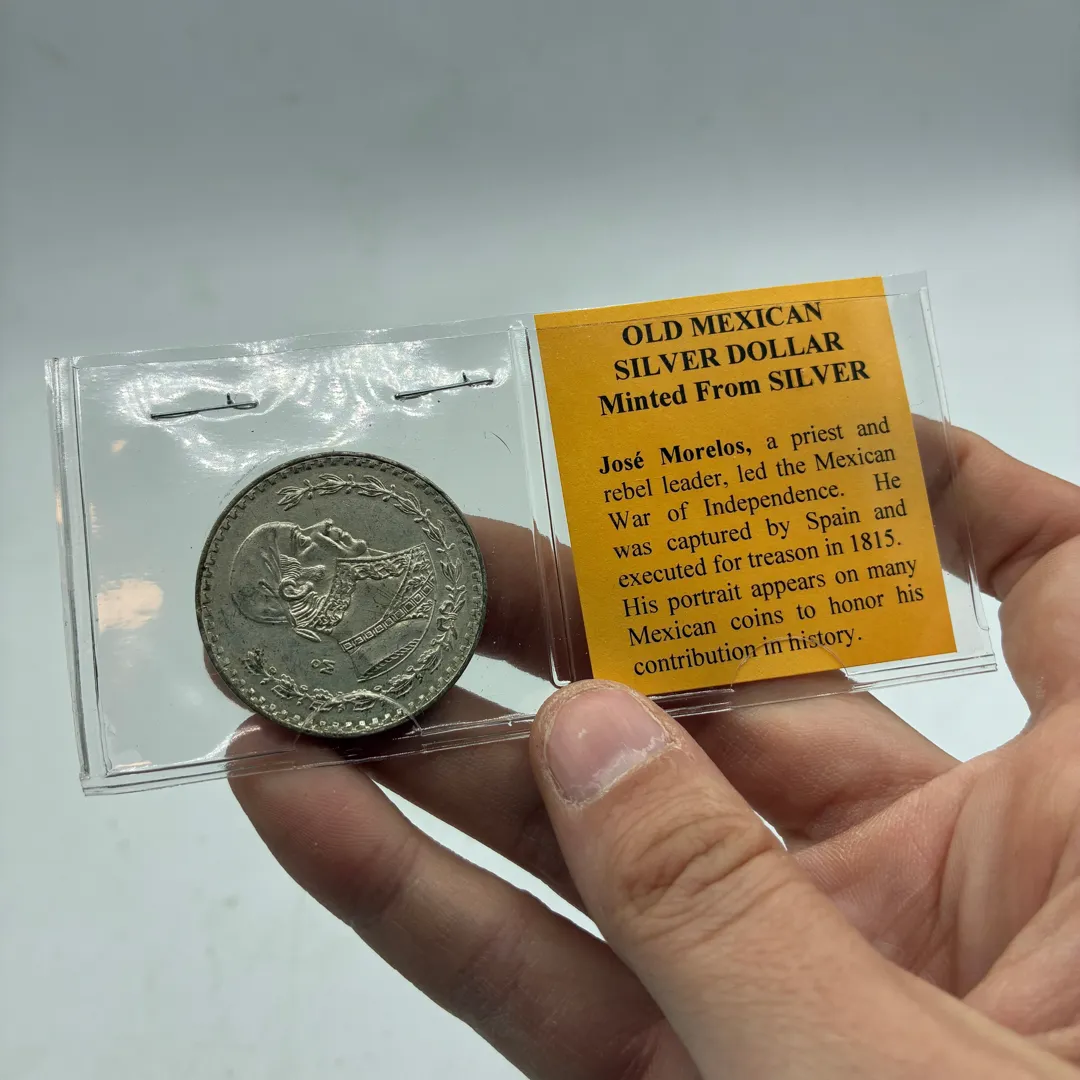 OLD MEXICAN
SILVER DOLLAR
Minted From SILVER
José Morelos, a priest and
rebel leader, led the Mexican
War of Independence. He
was captured by Spain and
executed for treason in 1815.
His portrait appears on many
Mexican coins to honor his
contribution in history.
Mº